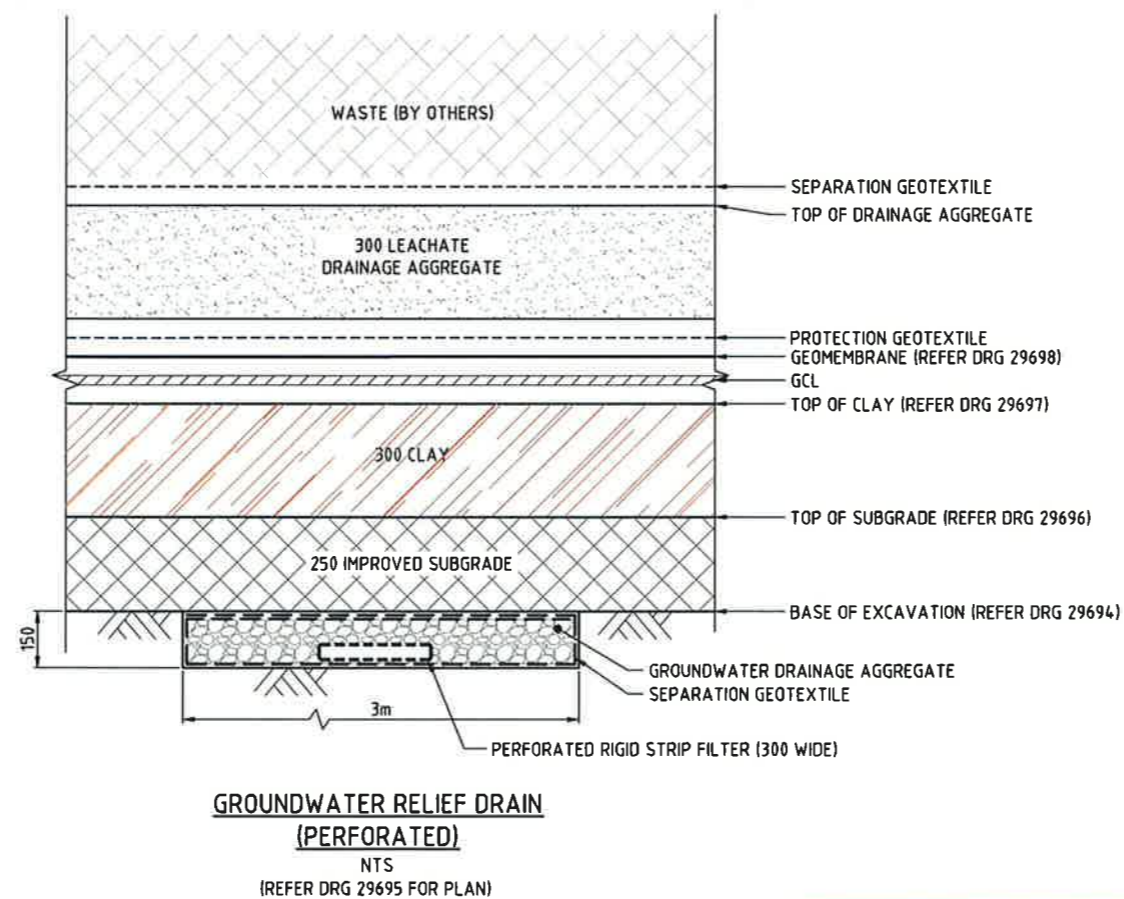 WASTE (BY OTHERS)
SEPARATION GEOTEXTILE
TOP OF DRAINAGE AGGREGATE
300 LEACHATE
DRAINAGE AGGREGATE
PROTECTION GEOTEXTILE
GEOMEMBRANE (REFER DRG 29698)
GCL
TOP OF CLAY (REFER DRG 29697)
300 CLAY
TOP OF SUBGRADE (REFER DRG 29696)
250 IMPROVED SUBGRADE
BASE OF EXCAVATION (REFER DRG 29694)
150
GROUNDWATER DRAINAGE AGGREGATE
SEPARATION GEOTEXTILE
3m
PERFORATED RIGID STRIP FILTER (300 WIDE)
GROUNDWATER RELIEF DRAIN
(PERFORATED)
NTS
(REFER DRG 29695 FOR PLAN)